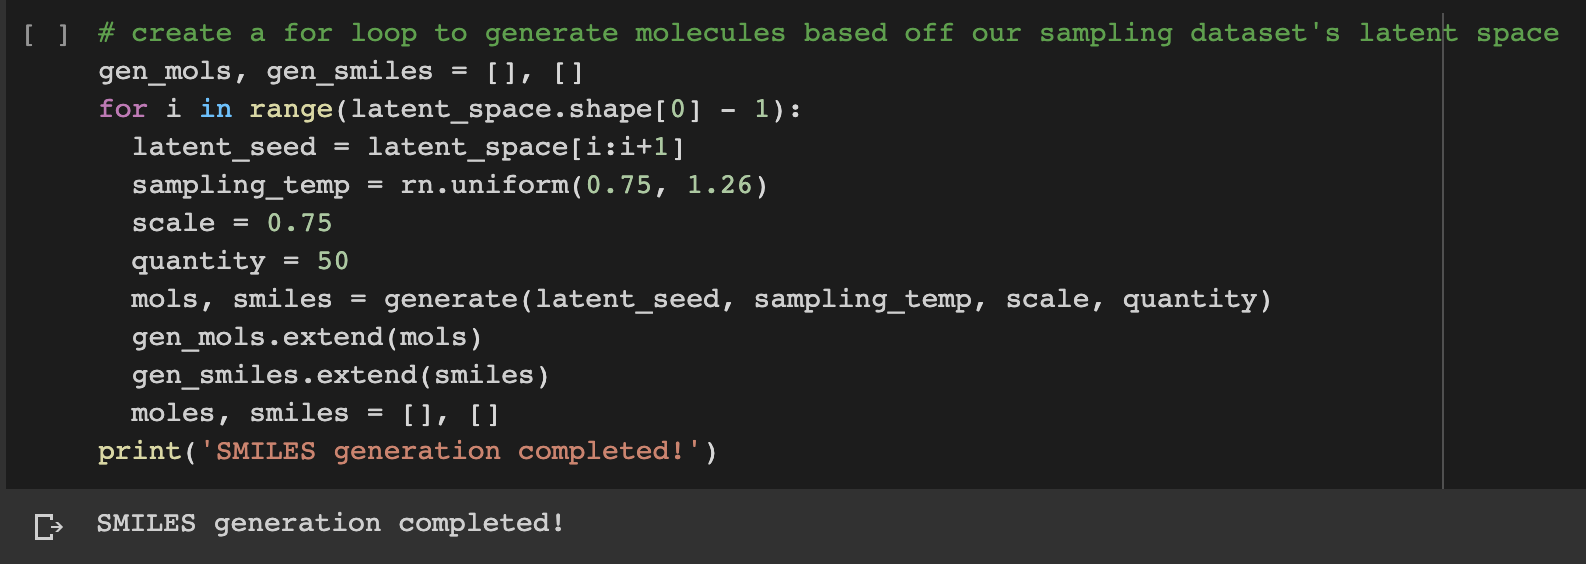 [ ] # create a for loop to generate molecules based off our sampling dataset's latent space
gen_mols, gen_smiles = [], []
for i in range(latent_space.shape[0] - 1):
  latent_seed = latent_space[i:i+1]
  sampling_temp = rn.uniform(0.75, 1.26)
  scale = 0.75
  quantity = 50
  mols, smiles = generate(latent_seed, sampling_temp, scale, quantity)
  gen_mols.extend(mols)
  gen_smiles.extend(smiles)
  moles, smiles = [], []
print('SMILES generation completed!')
SMILES generation completed!